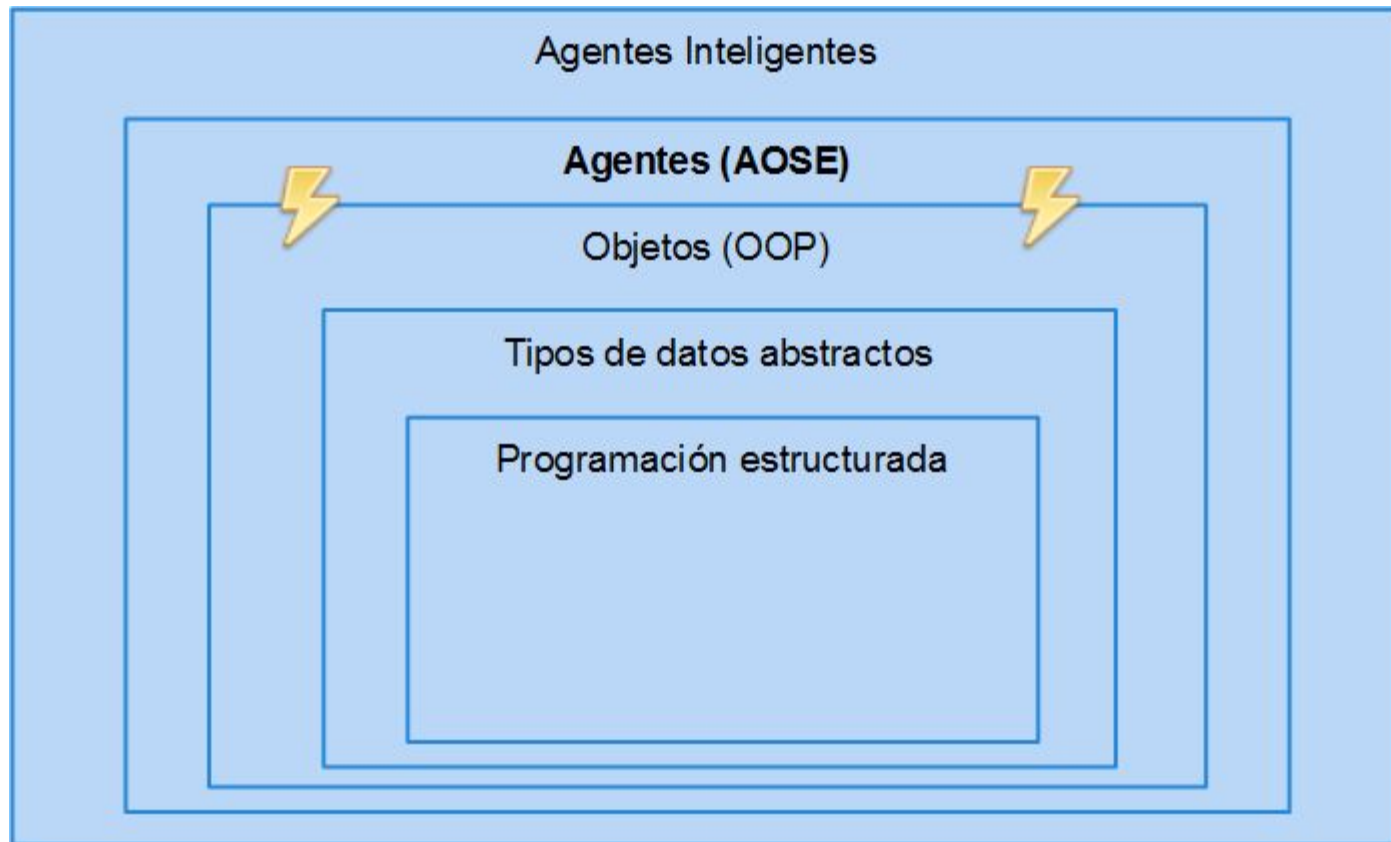 Agentes Inteligentes
Agentes (AOSE)
Objetos (OOP)
Tipos de datos abstractos
Programación estructurada